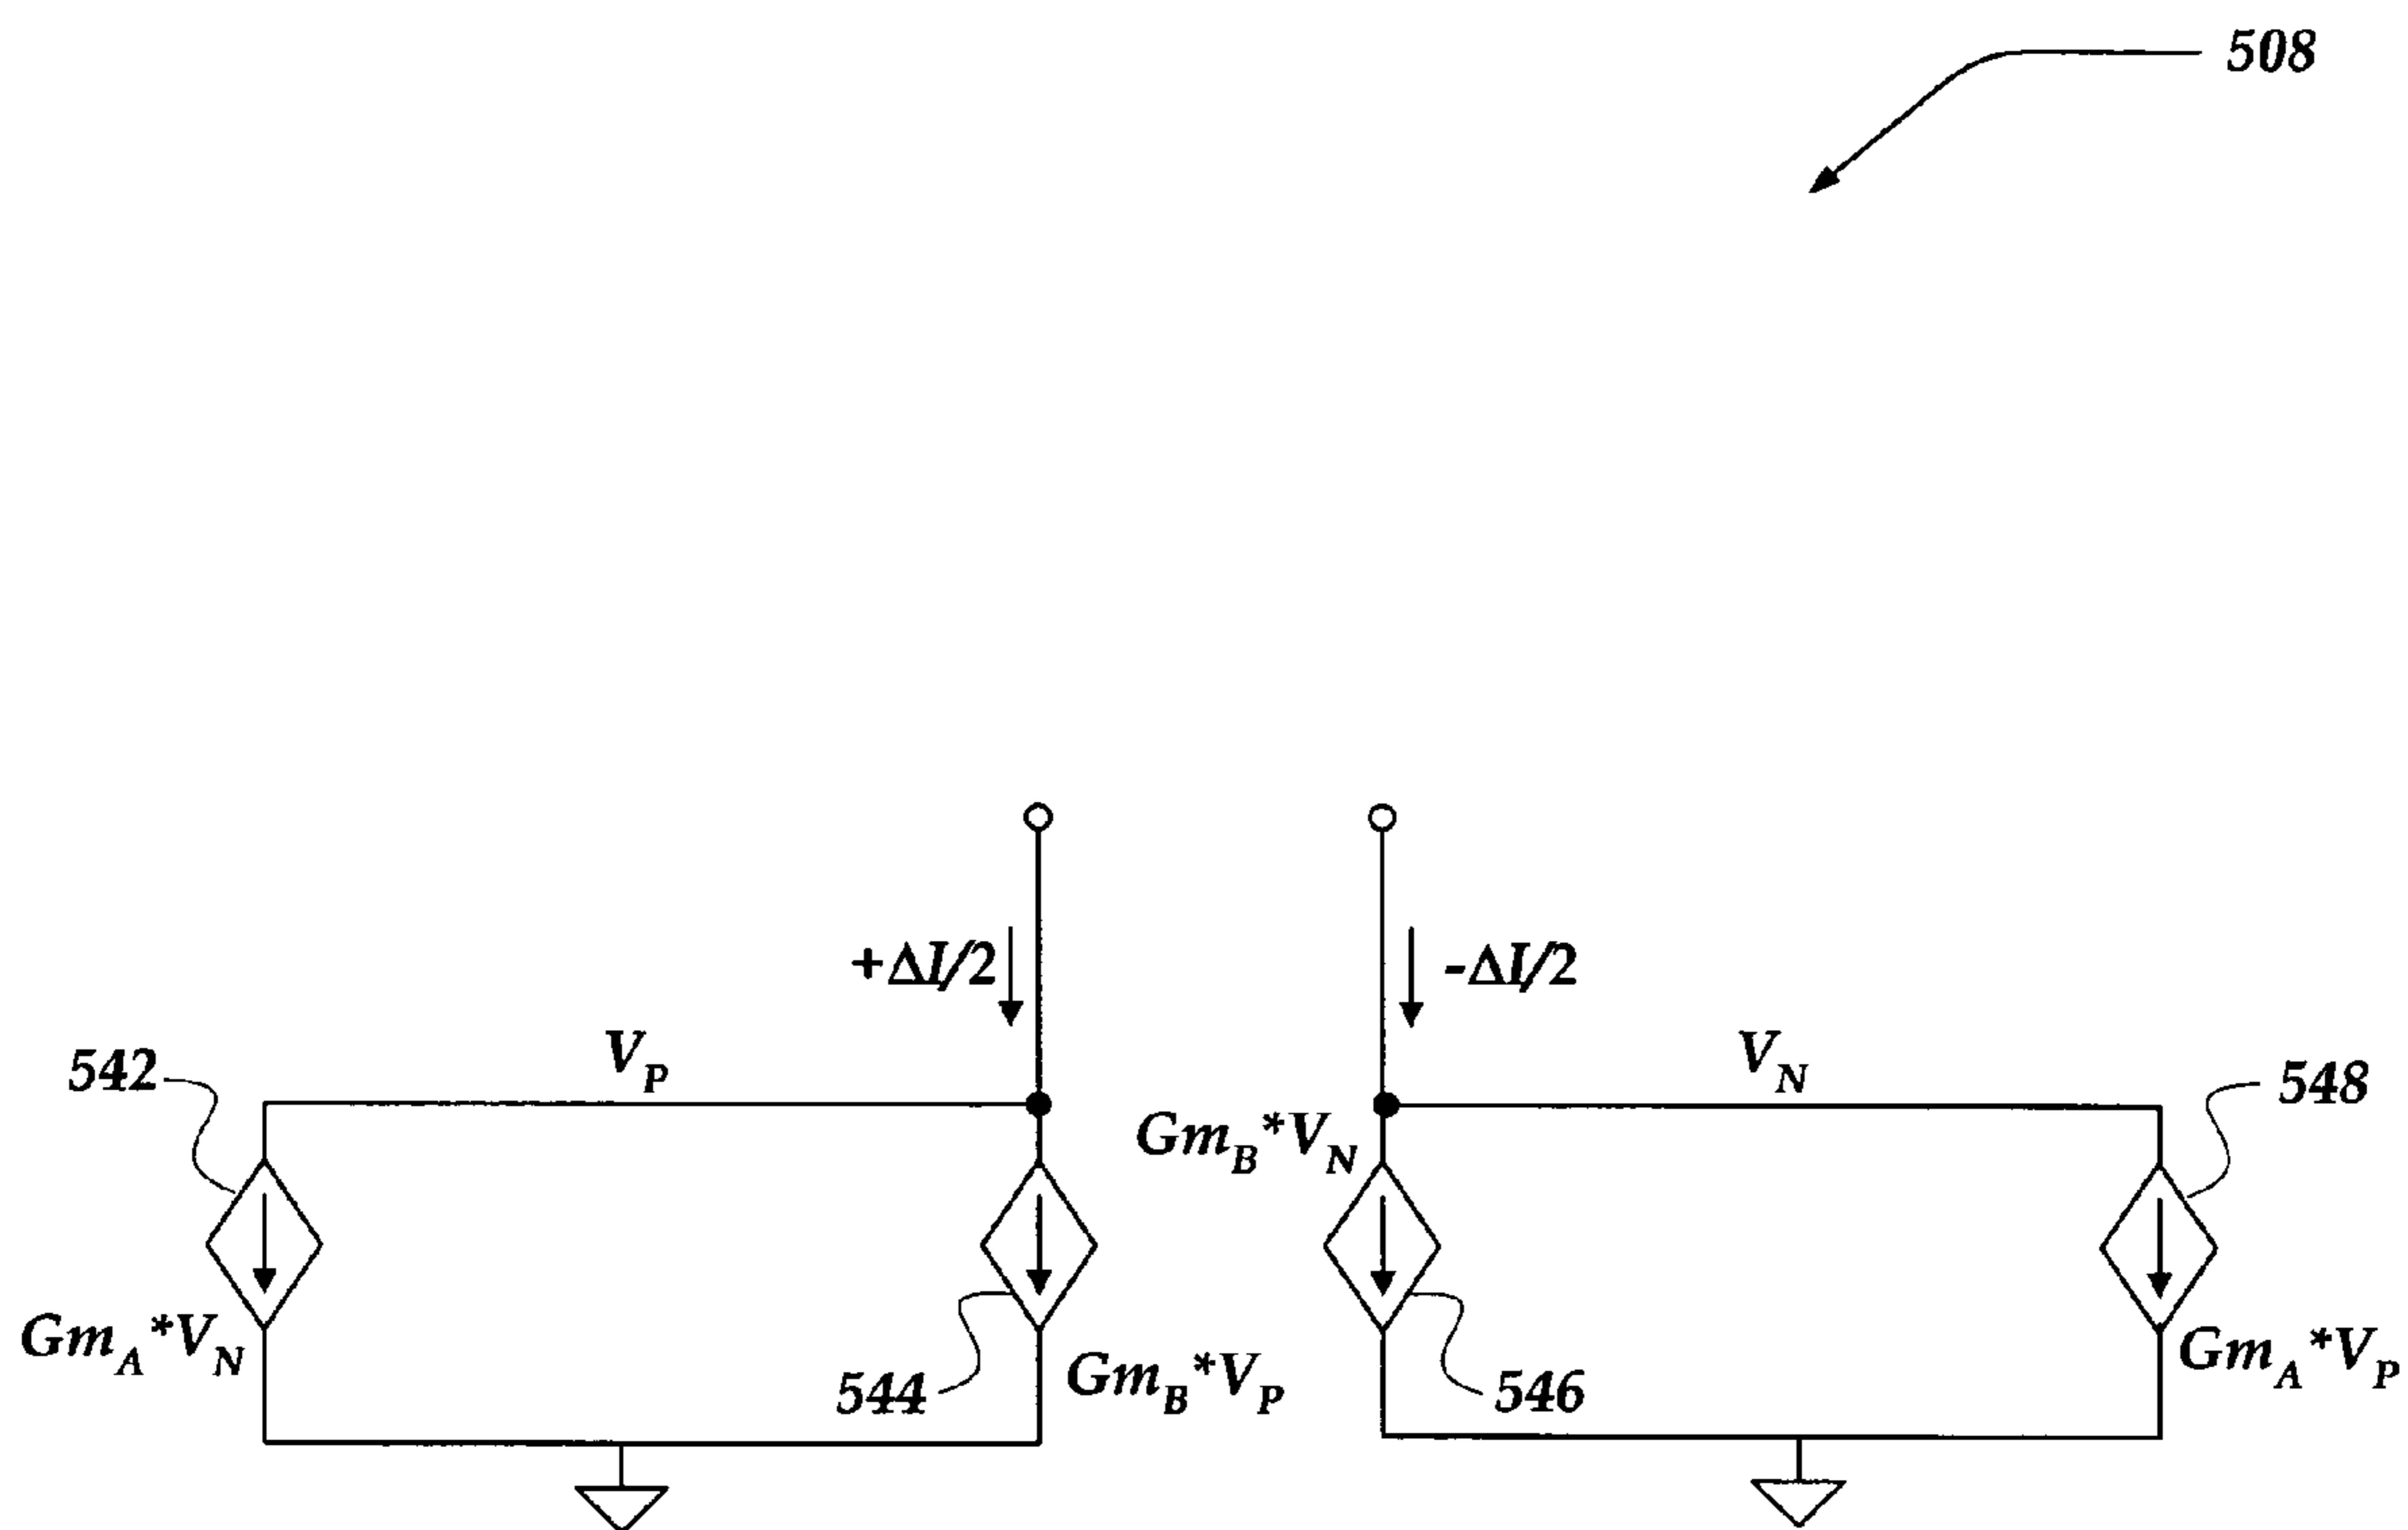 508
+ΔI/2
-ΔI/2
V_P
V_N
542
548
Gm_B*V_N
Gm_A*V_N
544
Gm_B*V_P
546
Gm_A*V_P